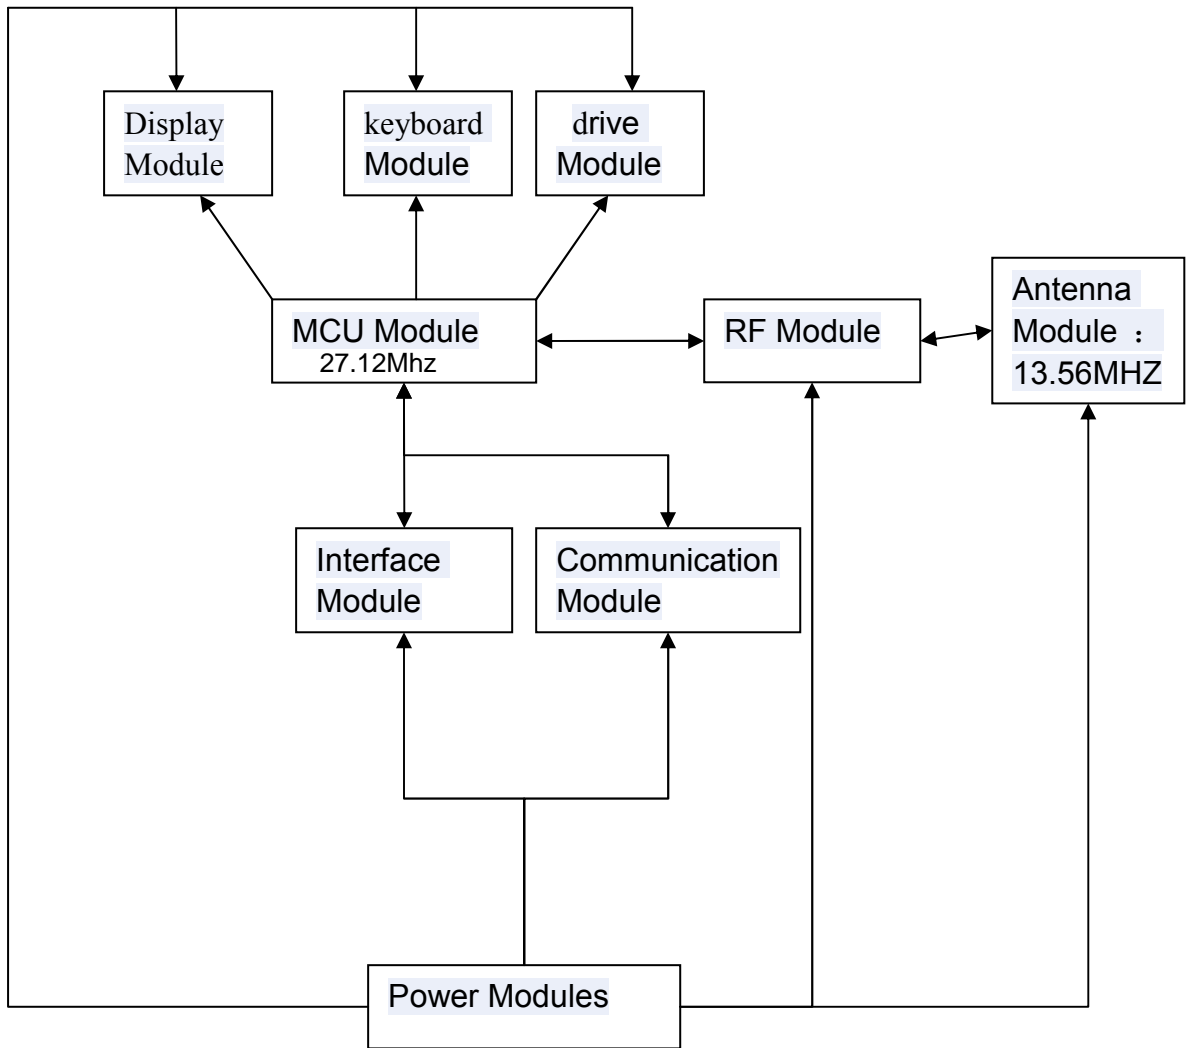 Display
Module
keyboard
Module
drive
Module
MCU Module
27.12Mhz
RF Module
Antenna
Module ：
13.56MHZ
Interface
Module
Communication
Module
Power Modules